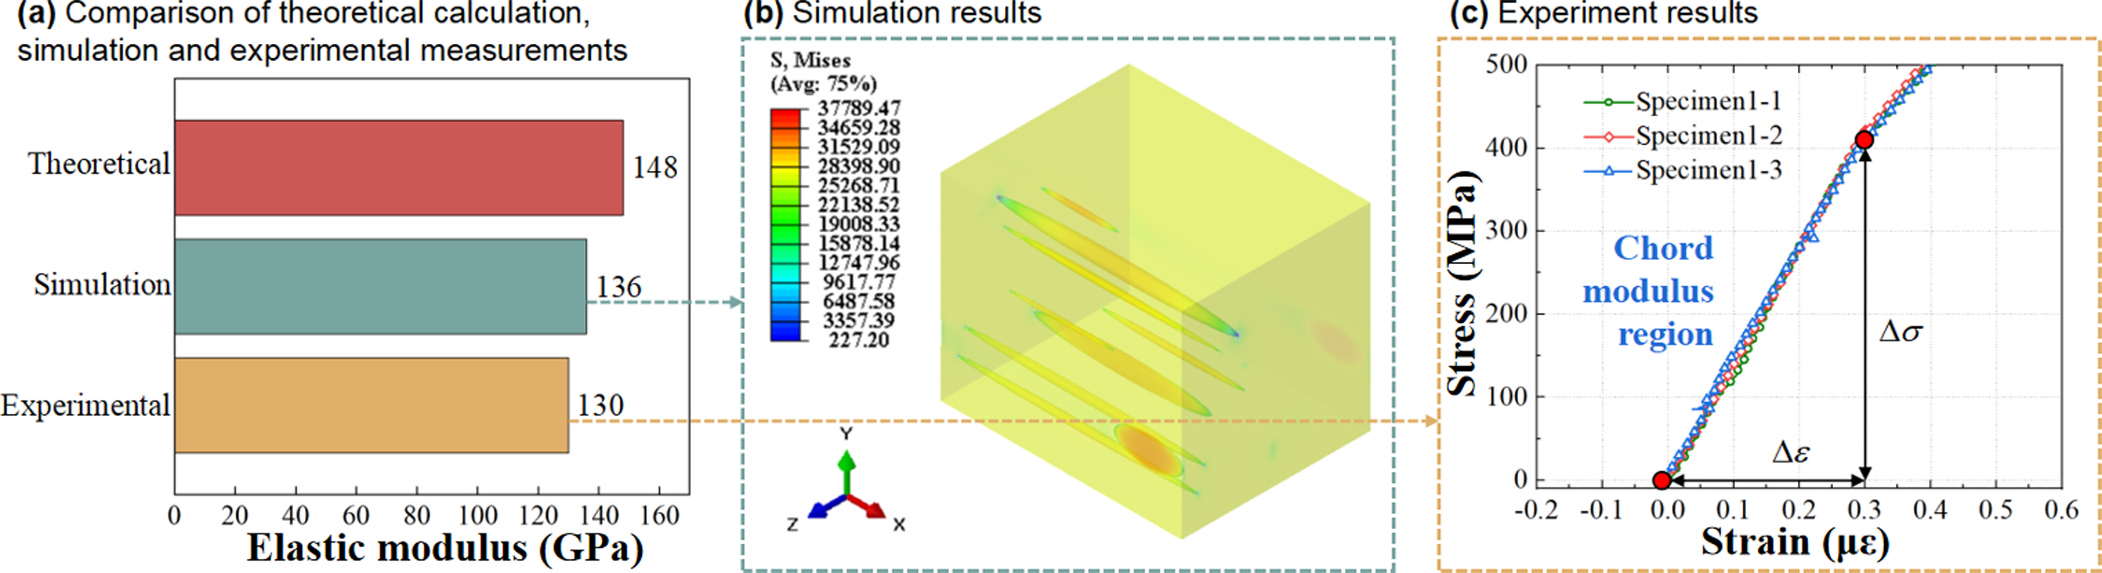 (a) Comparison of theoretical calculation,
simulation and experimental measurements
Theoretical
148
Simulation
136
Experimental
130
0 20 40 60 80 100 120 140 160
Elastic modulus (GPa)
(b) Simulation results
S, Mises
(Avg: 75%)
37789.47
34659.28
31529.09
28398.90
25268.71
22138.52
19008.33
15878.14
12747.96
9617.77
6487.58
3357.39
227.20
Y
Z X
(c) Experiment results
500
400
300
200
100
0
Stress (MPa)
Specimen1-1
Specimen1-2
Specimen1-3
Chord
modulus
region
Δσ
Δε
-0.2 -0.1 0.0 0.1 0.2 0.3 0.4 0.5 0.6
Strain (με)